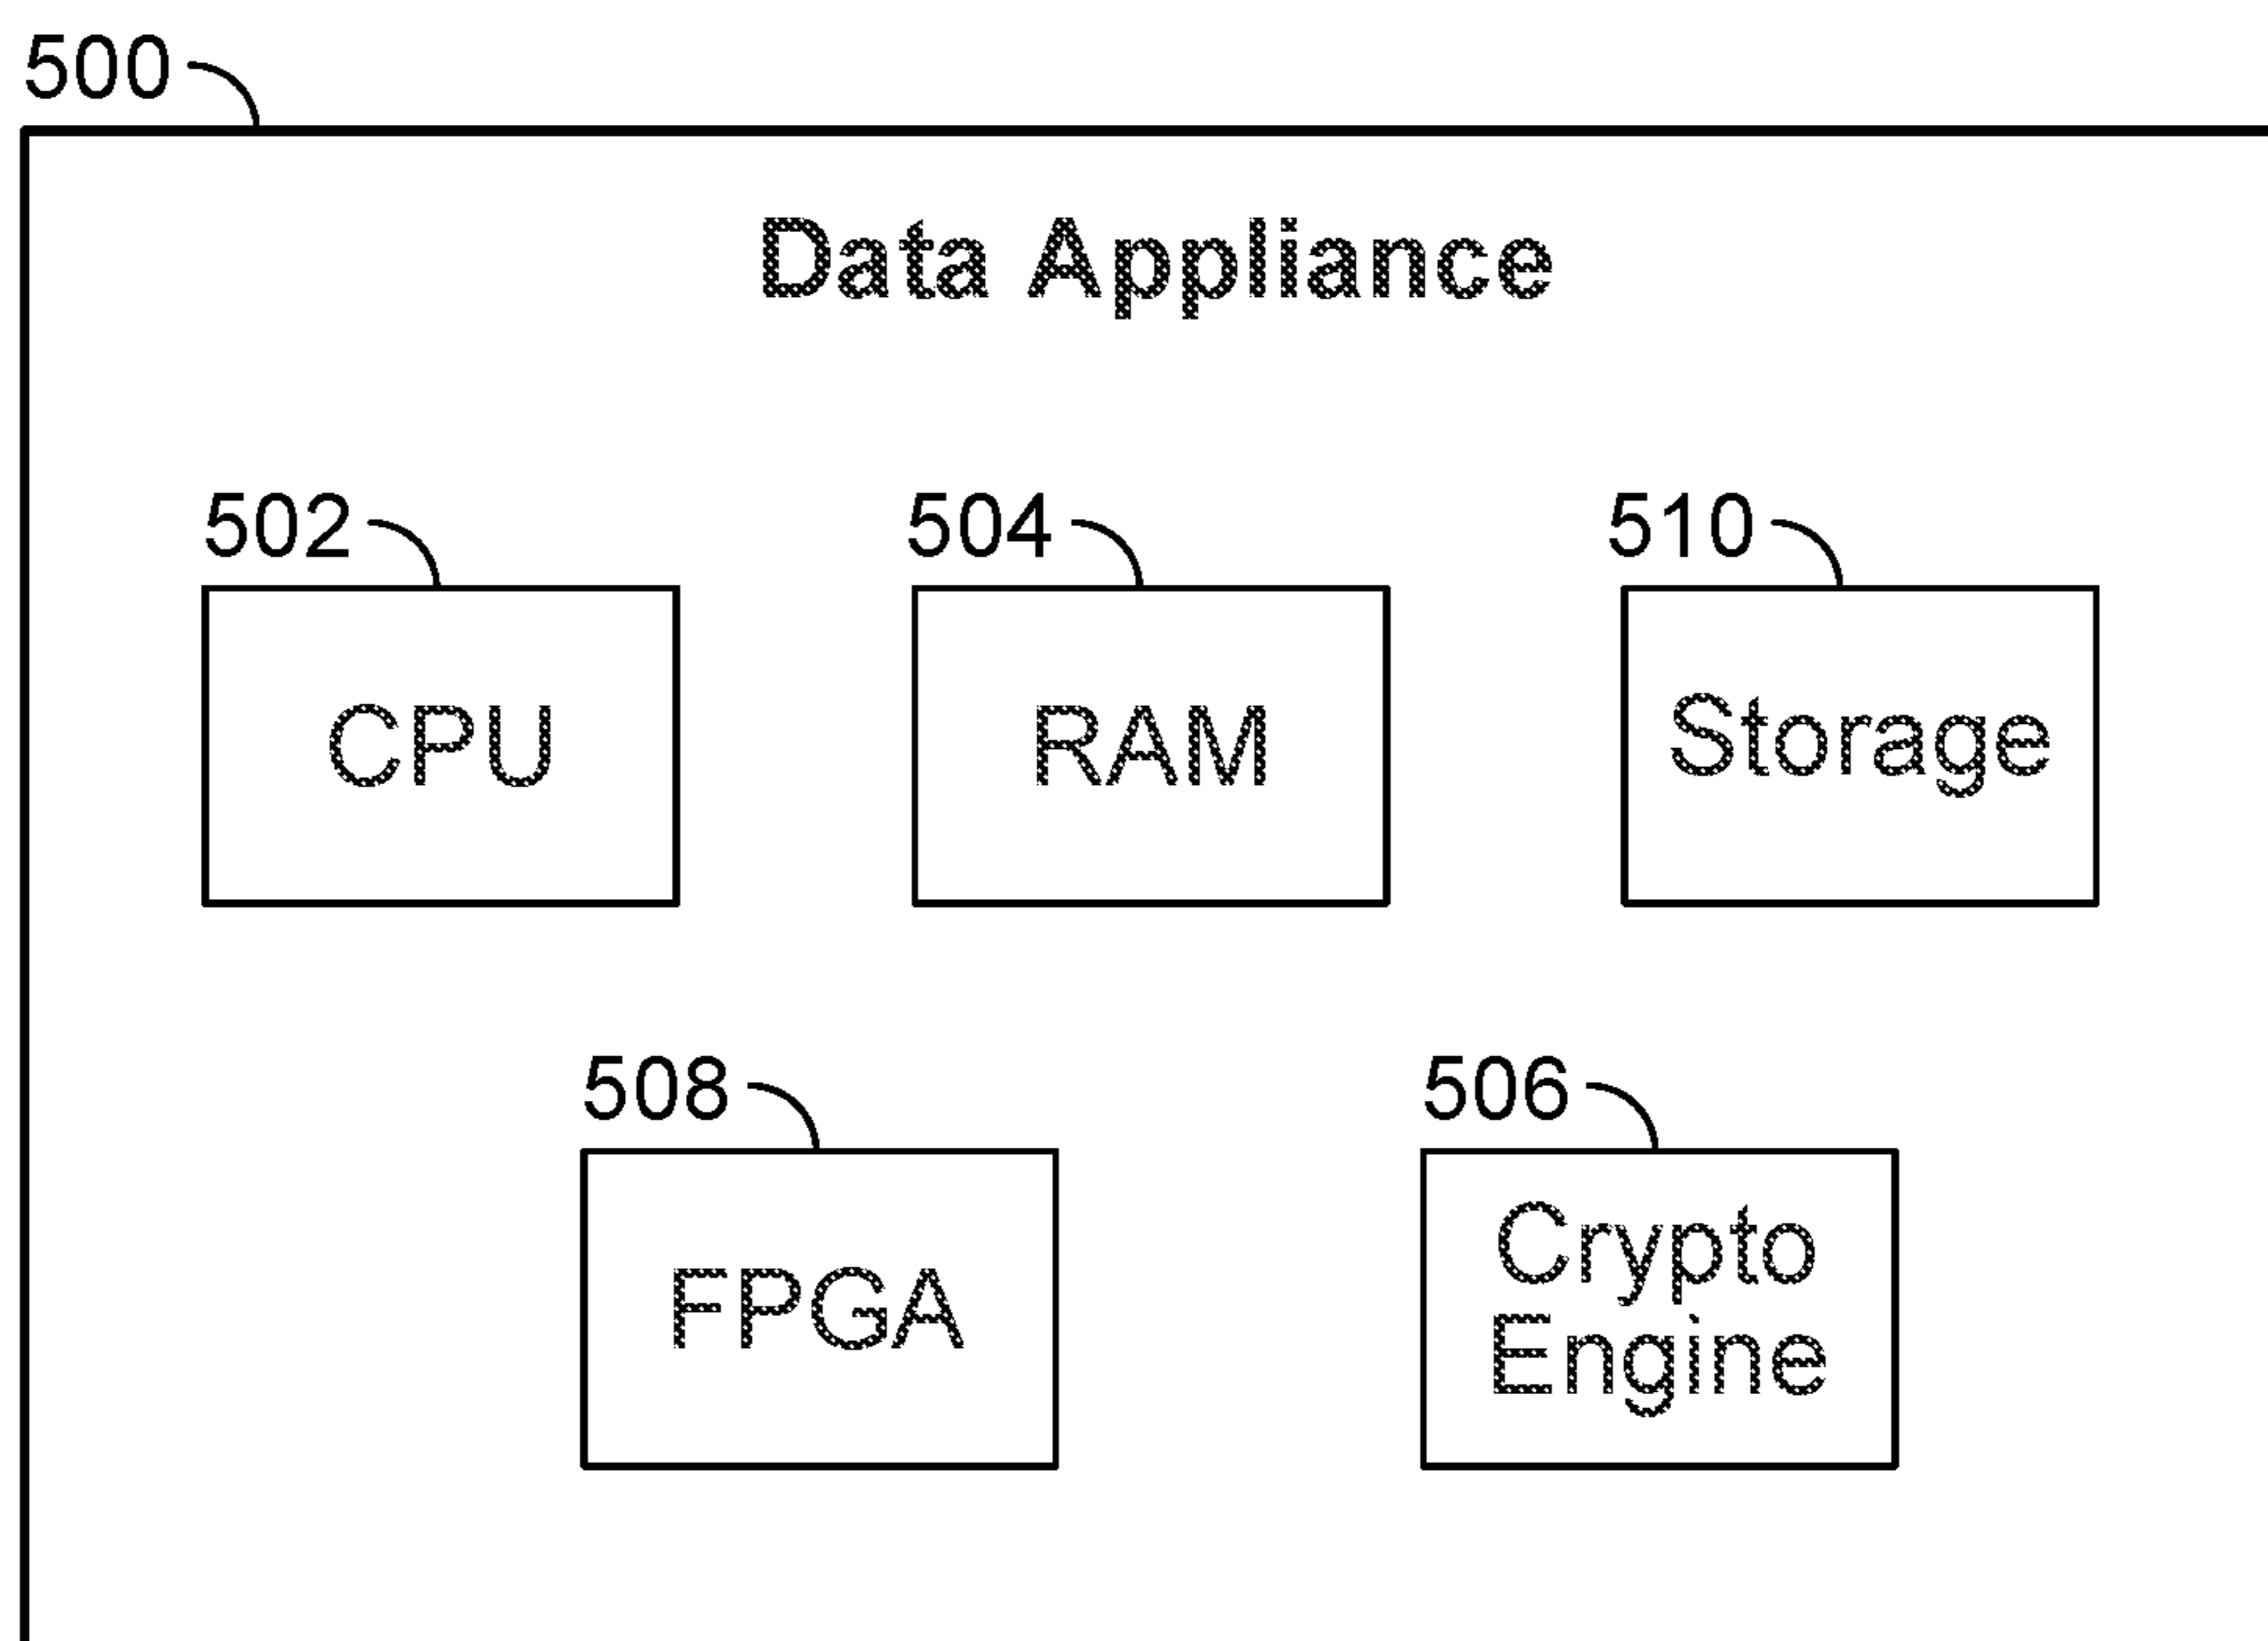 500
Data Appliance
502
504
510
CPU
RAM
Storage
508
506
FPGA
Crypto
Engine